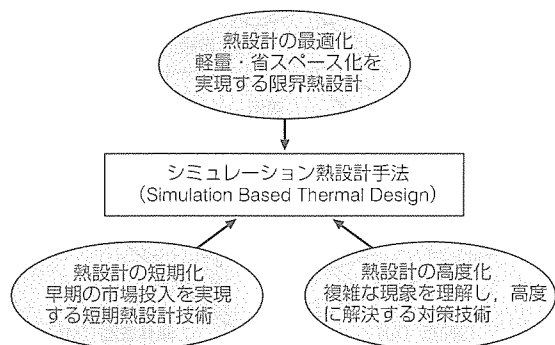 熱設計の最適化
軽量・省スペース化を
実現する限界熱設計
シミュレーション熱設計手法
（Simulation Based Thermal Design）
熱設計の短期化
早期の市場投入を実現
する短期熱設計技術
熱設計の高度化
複雑な現象を理解し，高度
に解決する対策技術